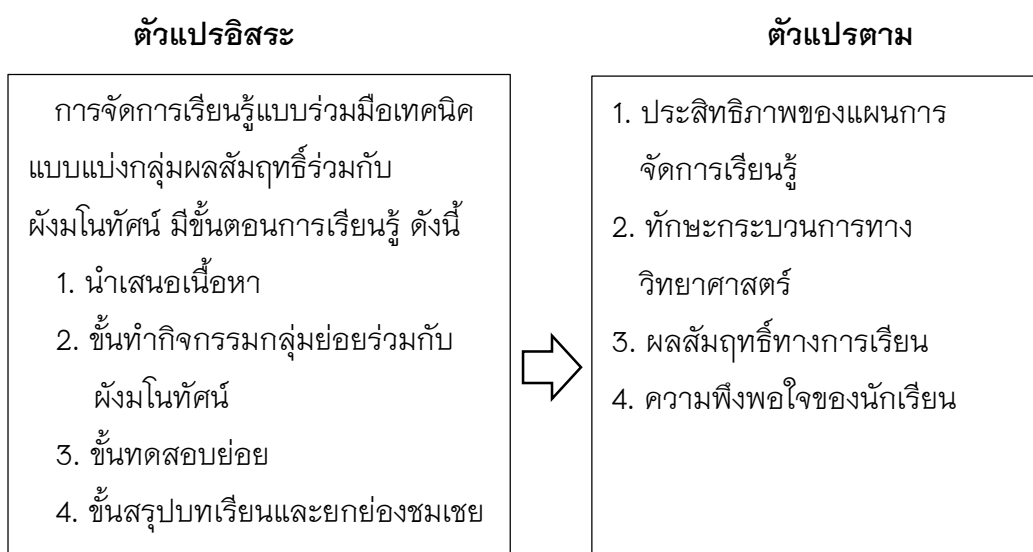 ตัวแปรอิสระ
การจัดการเรียนรู้แบบร่วมมือเทคนิค
แบบแบ่งกลุ่มผลสัมฤทธิ์ร่วมกับ
ผังมโนทัศน์ มีขั้นตอนการเรียนรู้ ดังนี้
1. นำเสนอเนื้อหา
2. ขั้นทำกิจกรรมกลุ่มย่อยร่วมกับ
ผังมโนทัศน์
3. ขั้นทดสอบย่อย
4. ขั้นสรุปบทเรียนและยกย่องชมเชย
ตัวแปรตาม
1. ประสิทธิภาพของแผนการ
จัดการเรียนรู้
2. ทักษะกระบวนการทาง
วิทยาศาสตร์
3. ผลสัมฤทธิ์ทางการเรียน
4. ความพึงพอใจของนักเรียน